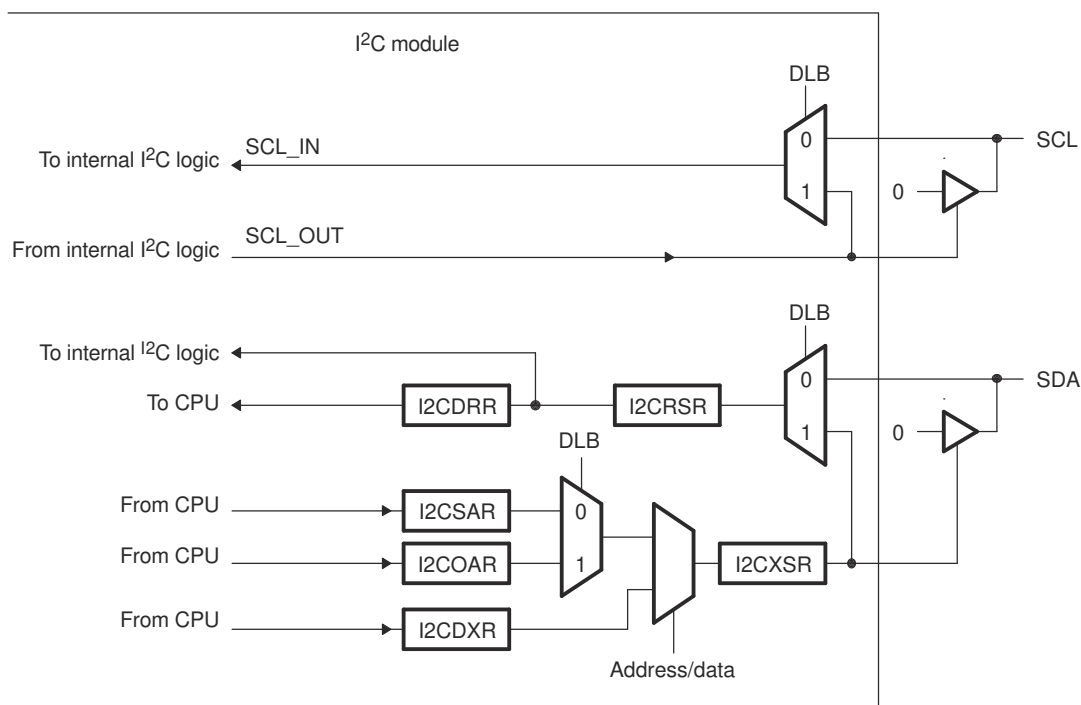 I²C module
DLB
0
SCL
To internal I²C logic
SCL_IN
1
0
From internal I²C logic
SCL_OUT
DLB
To internal I²C logic
0
SDA
To CPU
I2CDRR
I2CRSR
1
0
DLB
From CPU
I2CSAR
0
From CPU
I2COAR
1
I2CXSR
From CPU
I2CDXR
Address/data